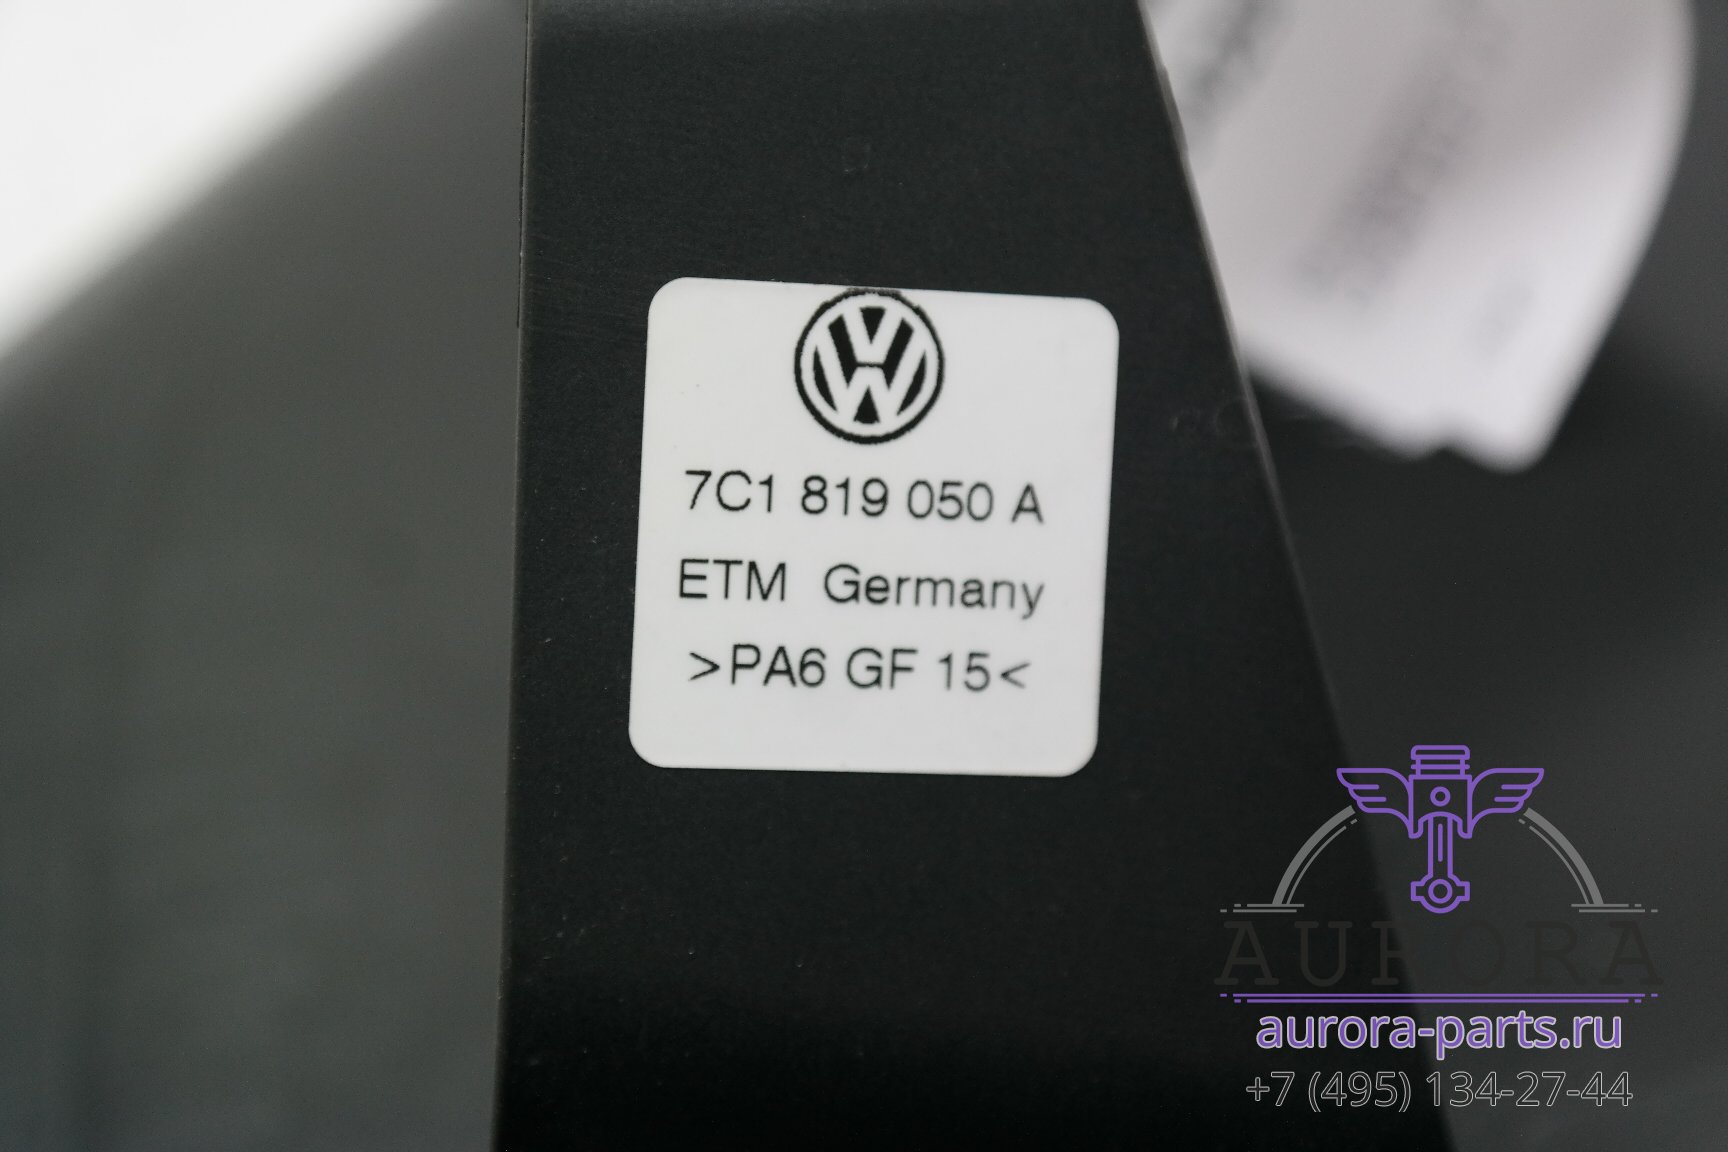 7C1 819 050 A
ETM Germany
>PA6 GF 15<
AURORA
aurora-parts.ru
+7 (495) 134-27-44